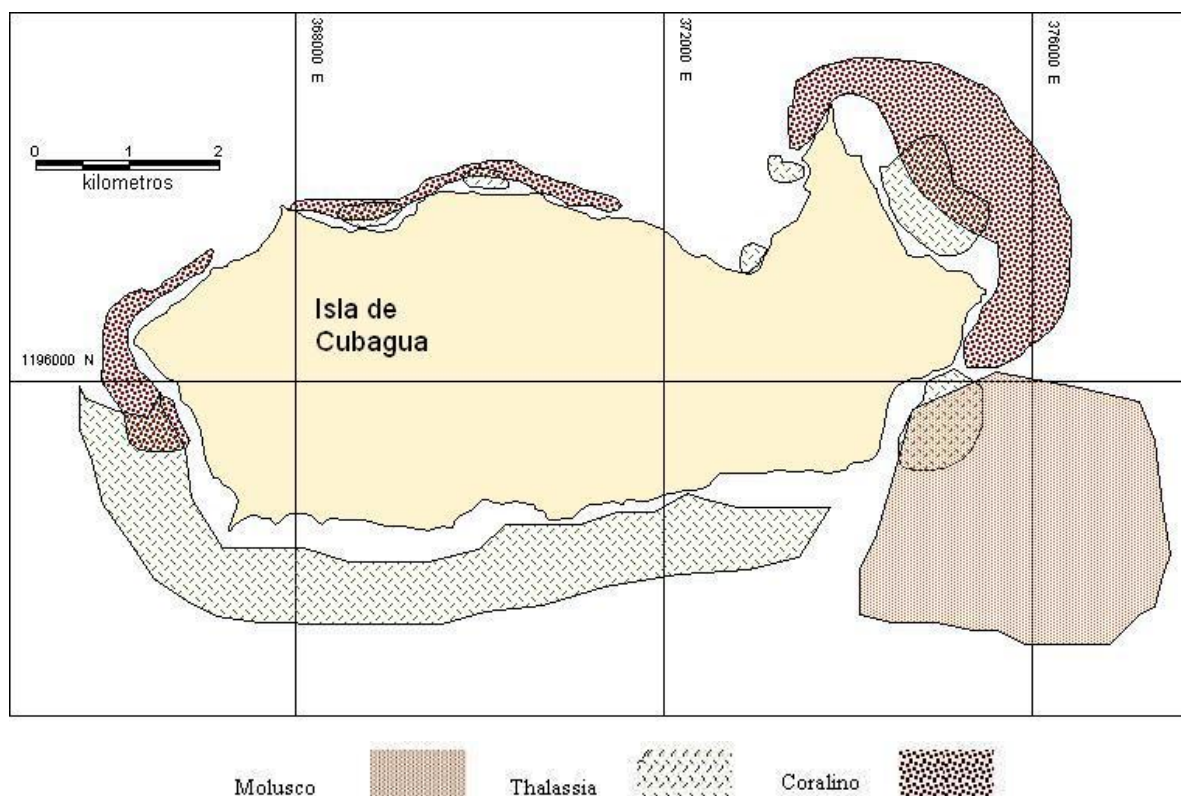 368000 E
372000 E
376000 E
0 1 2
kilometros
Isla de
Cubagua
1196000 N
Molusco Thalassia Coralino